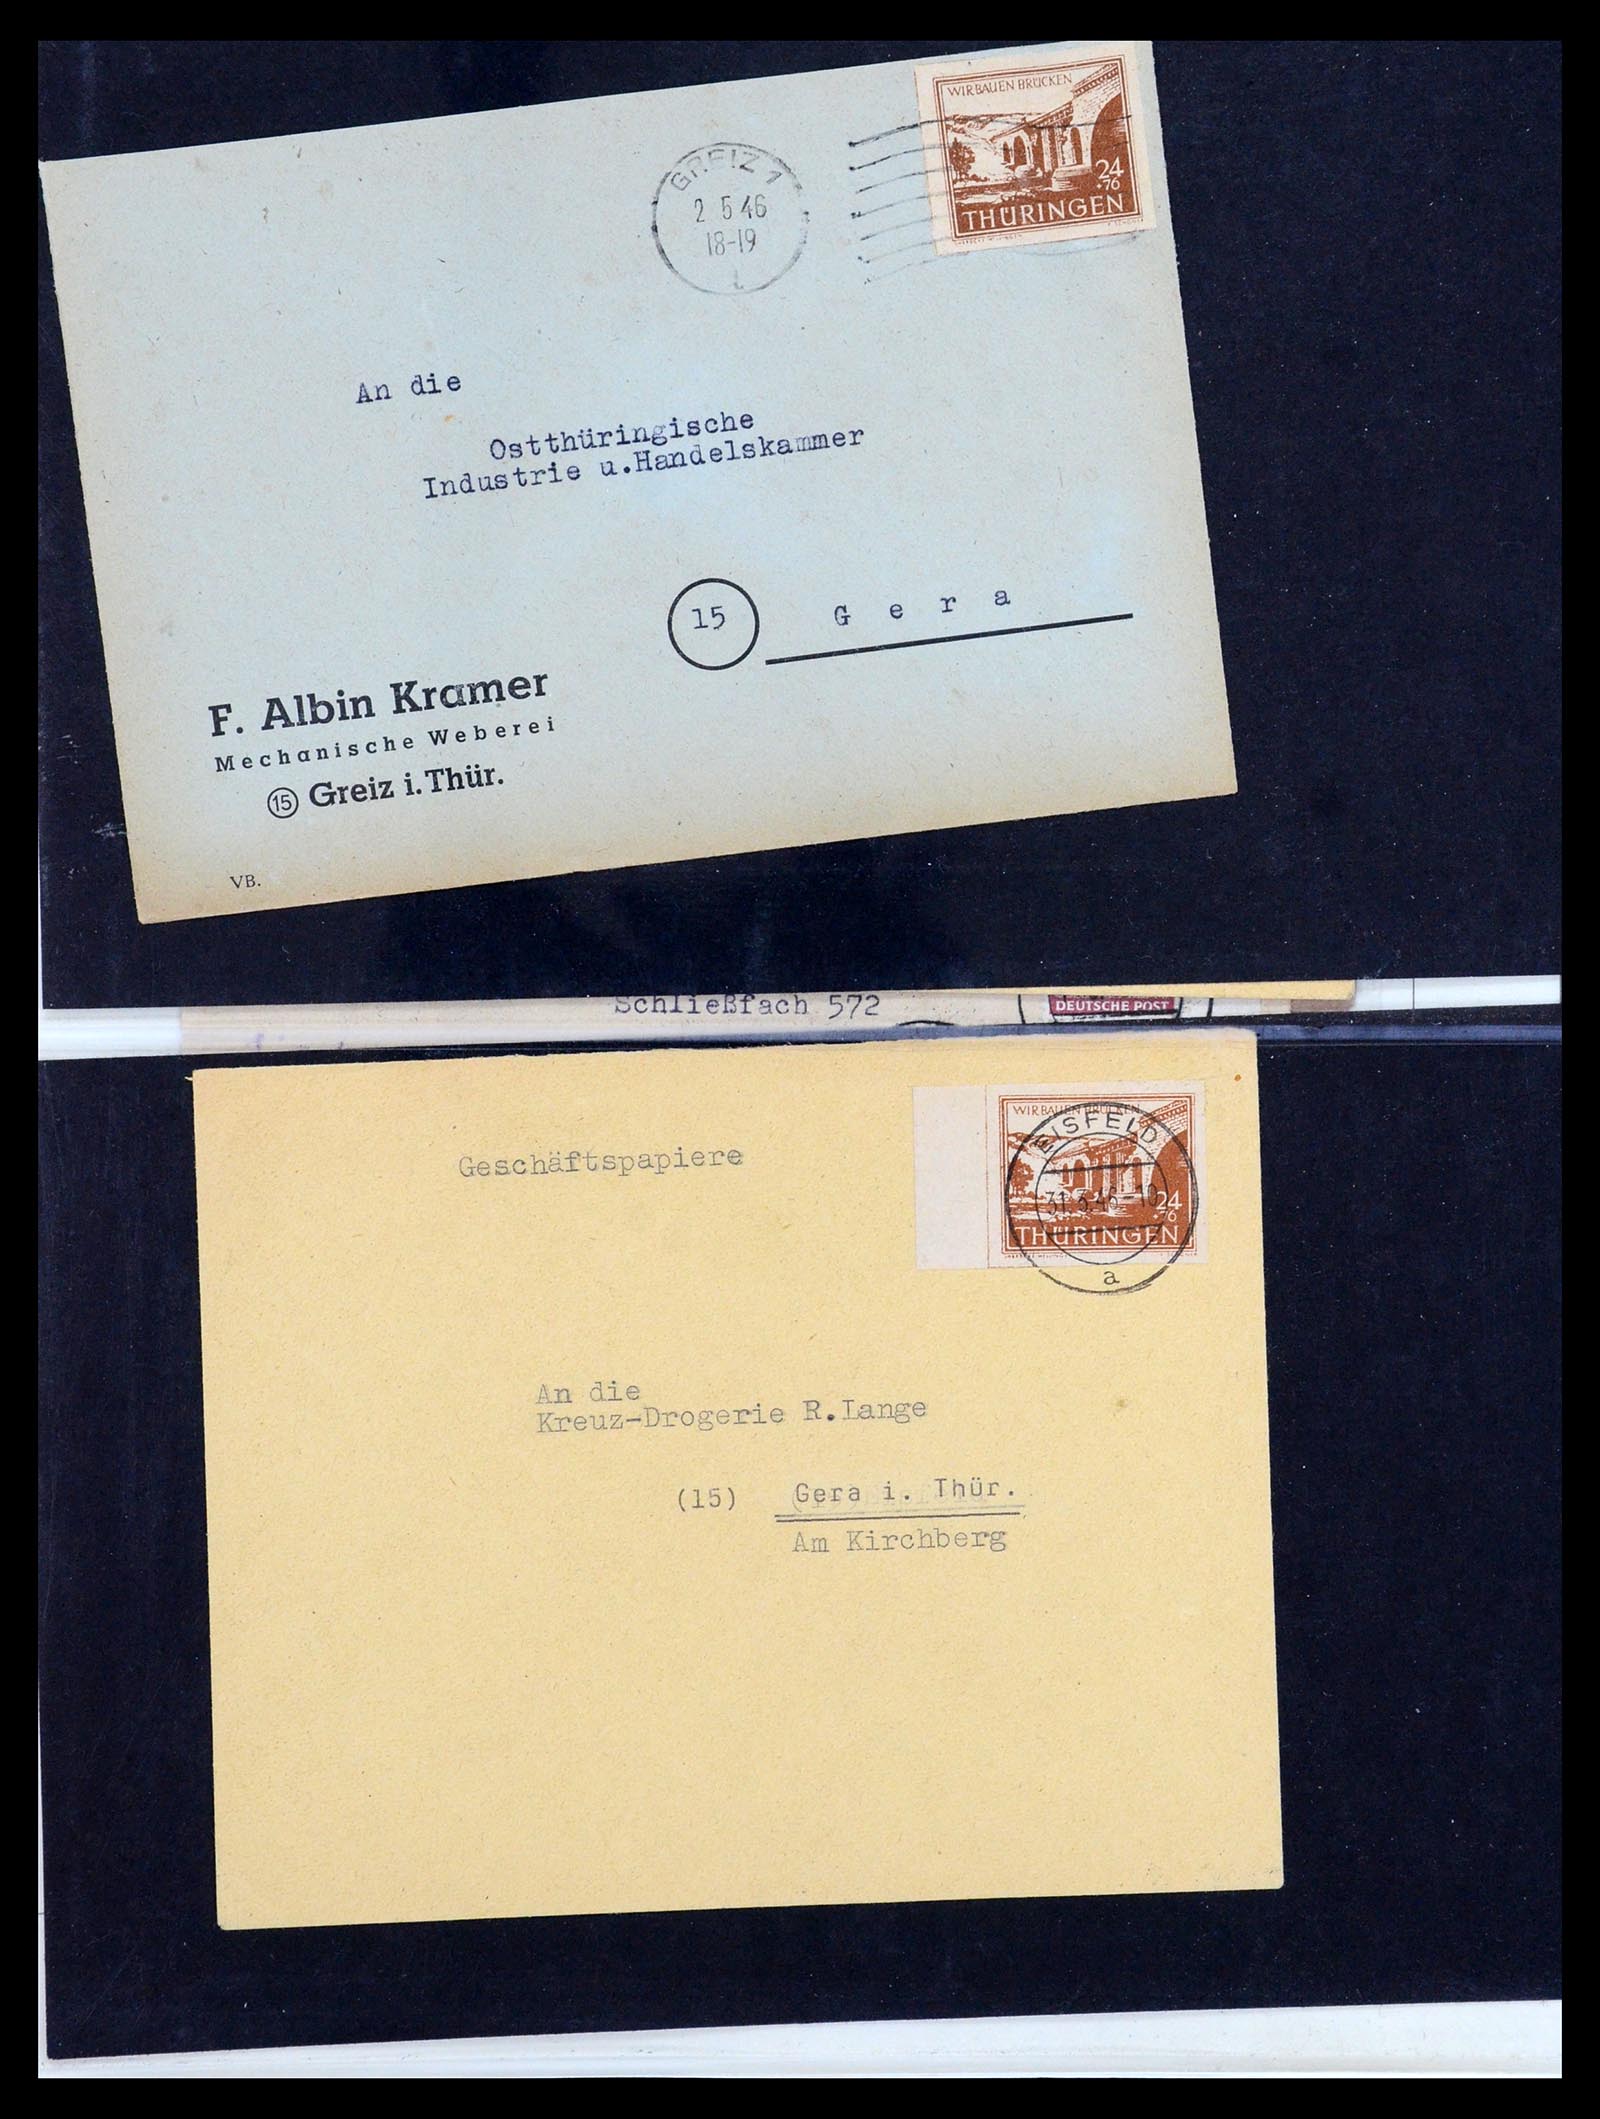 WIR BAUEN BRÜCKEN
24
+76
THÜRINGEN
GREIZ 1
2 5 46
18-19
An die
Ostthüringische
Industrie u.Handelskammer
15 Gera
F. Albin Kramer
Mechanische Weberei
15 Greiz i. Thür.
VB.
Schließfach 572
DEUTSCHE POST
Geschäftspapiere
WIR BAUEN BRÜCKEN
EISFELD
24
+76
THÜRINGEN
a
An die
Kreuz-Drogerie R.Lange
(15) Gera i. Thür.
Am Kirchberg